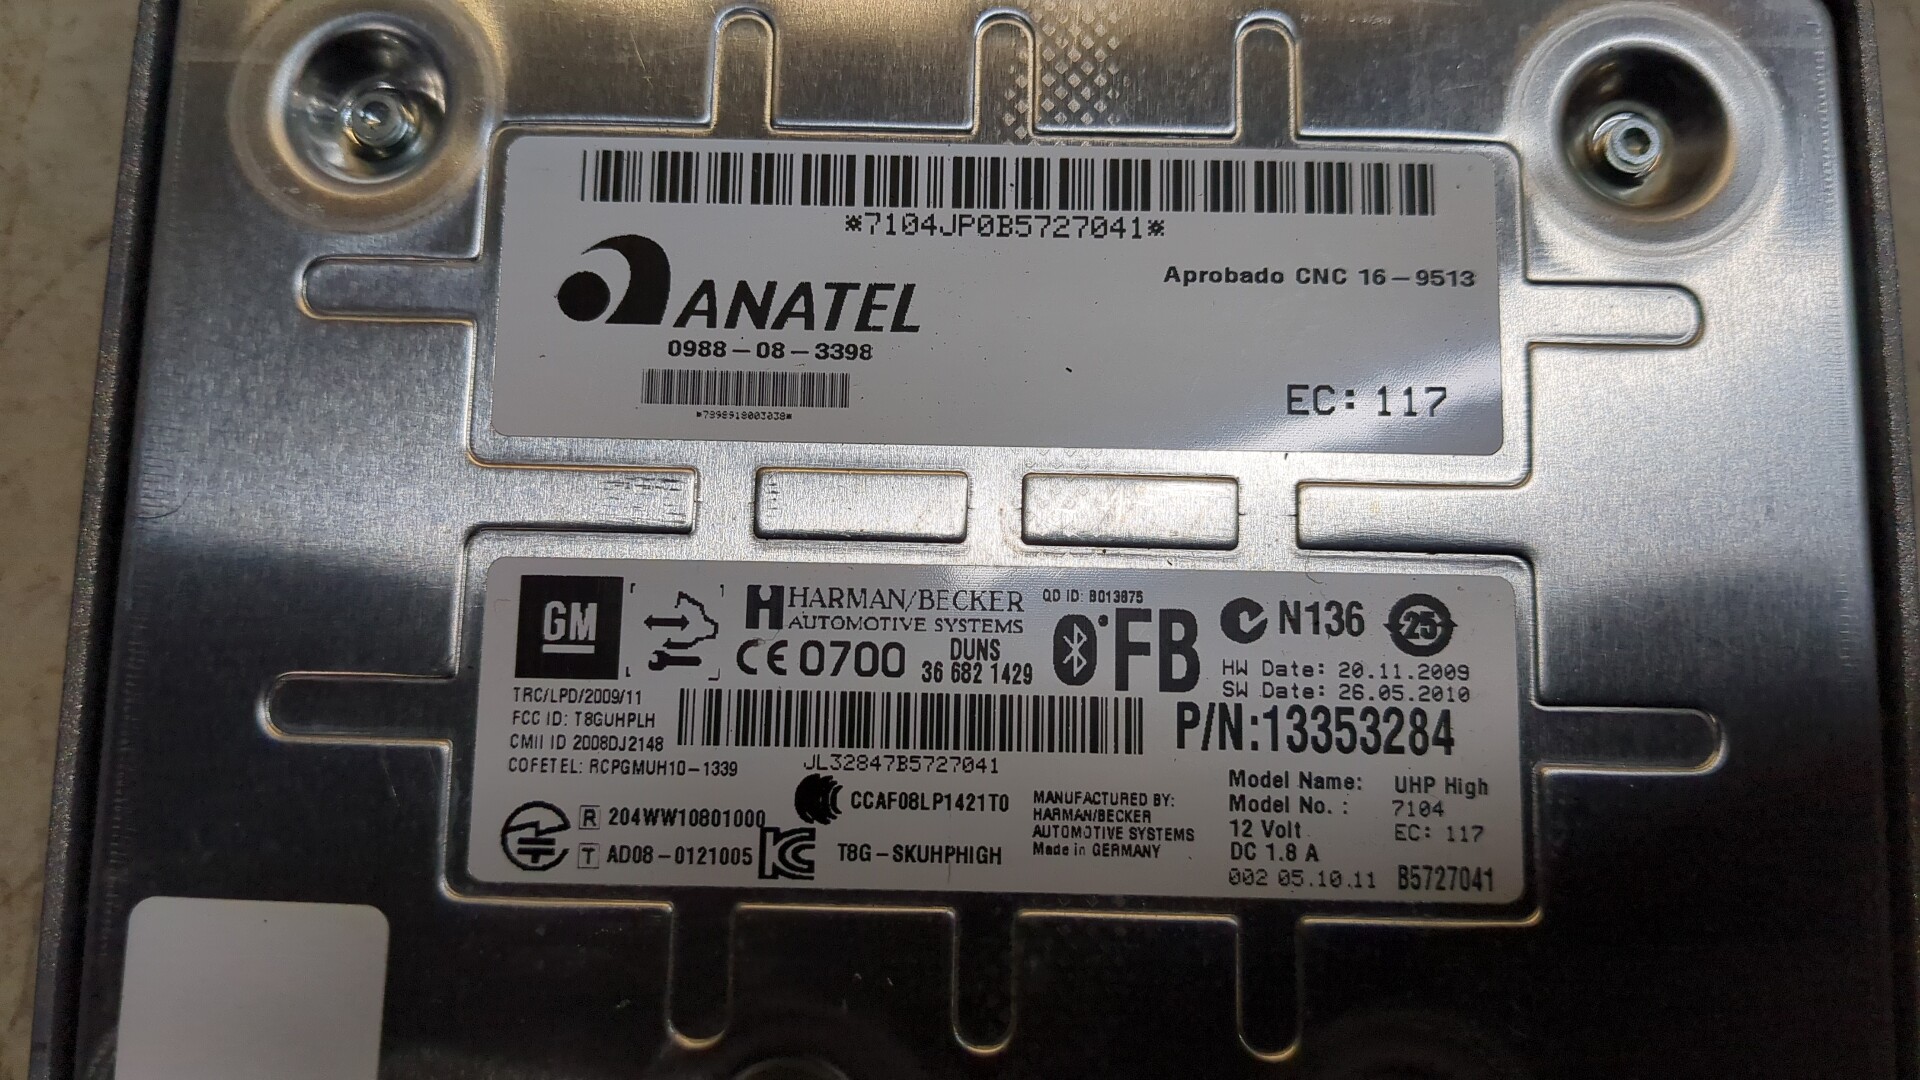 *7104JP0B5727041*
ANATEL
Aprobado CNC 16-9513
0988-08-3398
*7898918003038*
EC: 117
GM
HARMAN/BECKER
AUTOMOTIVE SYSTEMS
QD ID: B013875
CE 0700
DUNS
36 682 1429
FB
N136
25
HW Date: 20.11.2009
SW Date: 26.05.2010
TRC/LPD/2009/11
FCC ID: T8GUHPLH
CMII ID 2008DJ2148
COFETEL: RCPGMUH10-1339
JL32847B5727041
P/N:13353284
R 204WW10801000
T AD08-0121005
CCAF08LP1421T0
T8G-SKUHPHIGH
MANUFACTURED BY:
HARMAN/BECKER
AUTOMOTIVE SYSTEMS
Made in GERMANY
Model Name: UHP High
Model No. : 7104
12 Volt EC: 117
DC 1.8 A
002 05.10.11 B5727041